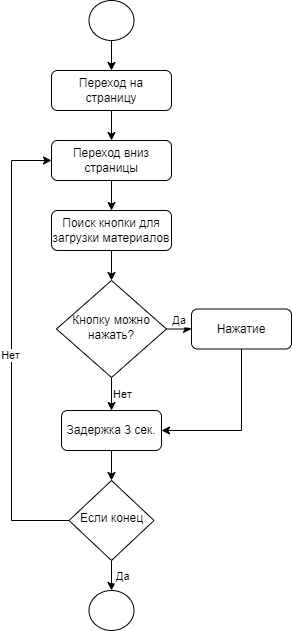 Переход на
страницу
Переход вниз
страницы
Поиск кнопки для
загрузки материалов
Кнопку можно
нажать?
Да
Нажатие
Нет
Нет
Задержка 3 сек.
Если конец
Да